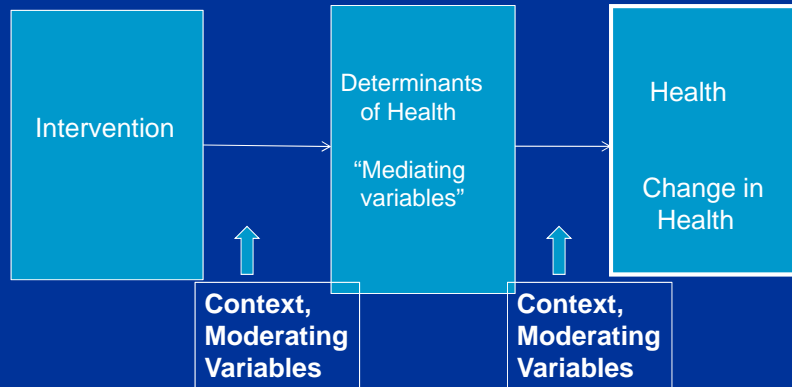 Intervention
Determinants
of Health
“Mediating
variables”
Health
Change in
Health
Context,
Moderating
Variables
Context,
Moderating
Variables